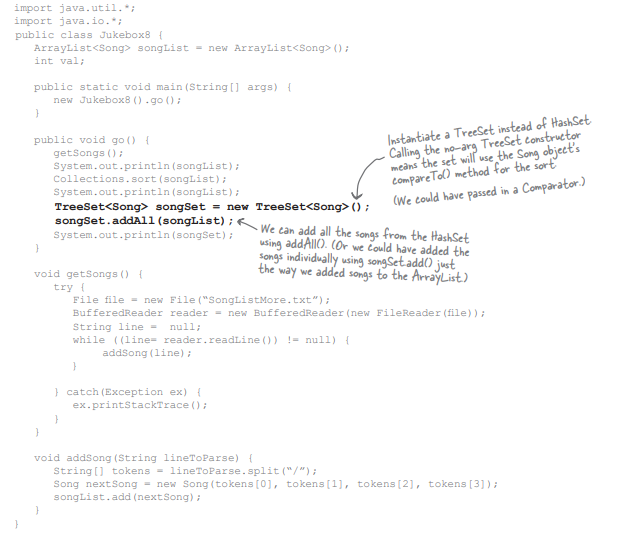 import java.util.*;
import java.io.*;
public class Jukebox8 {
ArrayList<Song> songList = new ArrayList<Song>();
int val;
public static void main(String[] args) {
new Jukebox8().go();
}
public void go() {
getSongs();
System.out.println(songList);
Collections.sort(songList);
System.out.println(songList);
TreeSet<Song> songSet = new TreeSet<Song>();
songSet.addAll(songList);
System.out.println(songSet);
}
Instantiate a TreeSet instead of HashSet.
Calling the no-arg TreeSet constructor
means the set will use the Song object's
compareTo() method for the sort
(We could have passed in a Comparator.)
We can add all the songs from the HashSet
using addAll(). (Or we could have added the
songs individually using songSet.add() just
the way we added songs to the ArrayList.)
void getSongs() {
try {
File file = new File(“SongListMore.txt”);
BufferedReader reader = new BufferedReader(new FileReader(file));
String line = null;
while ((line= reader.readLine()) != null) {
addSong(line);
}
} catch(Exception ex) {
ex.printStackTrace();
}
}
void addSong(String lineToParse) {
String[] tokens = lineToParse.split(“/”);
Song nextSong = new Song(tokens[0], tokens[1], tokens[2], tokens[3]);
songList.add(nextSong);
}
}